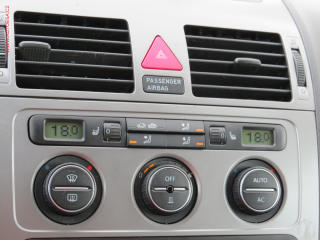 PASSENGER
AIRBAG
18.0
18.0
OFF
AUTO
AC